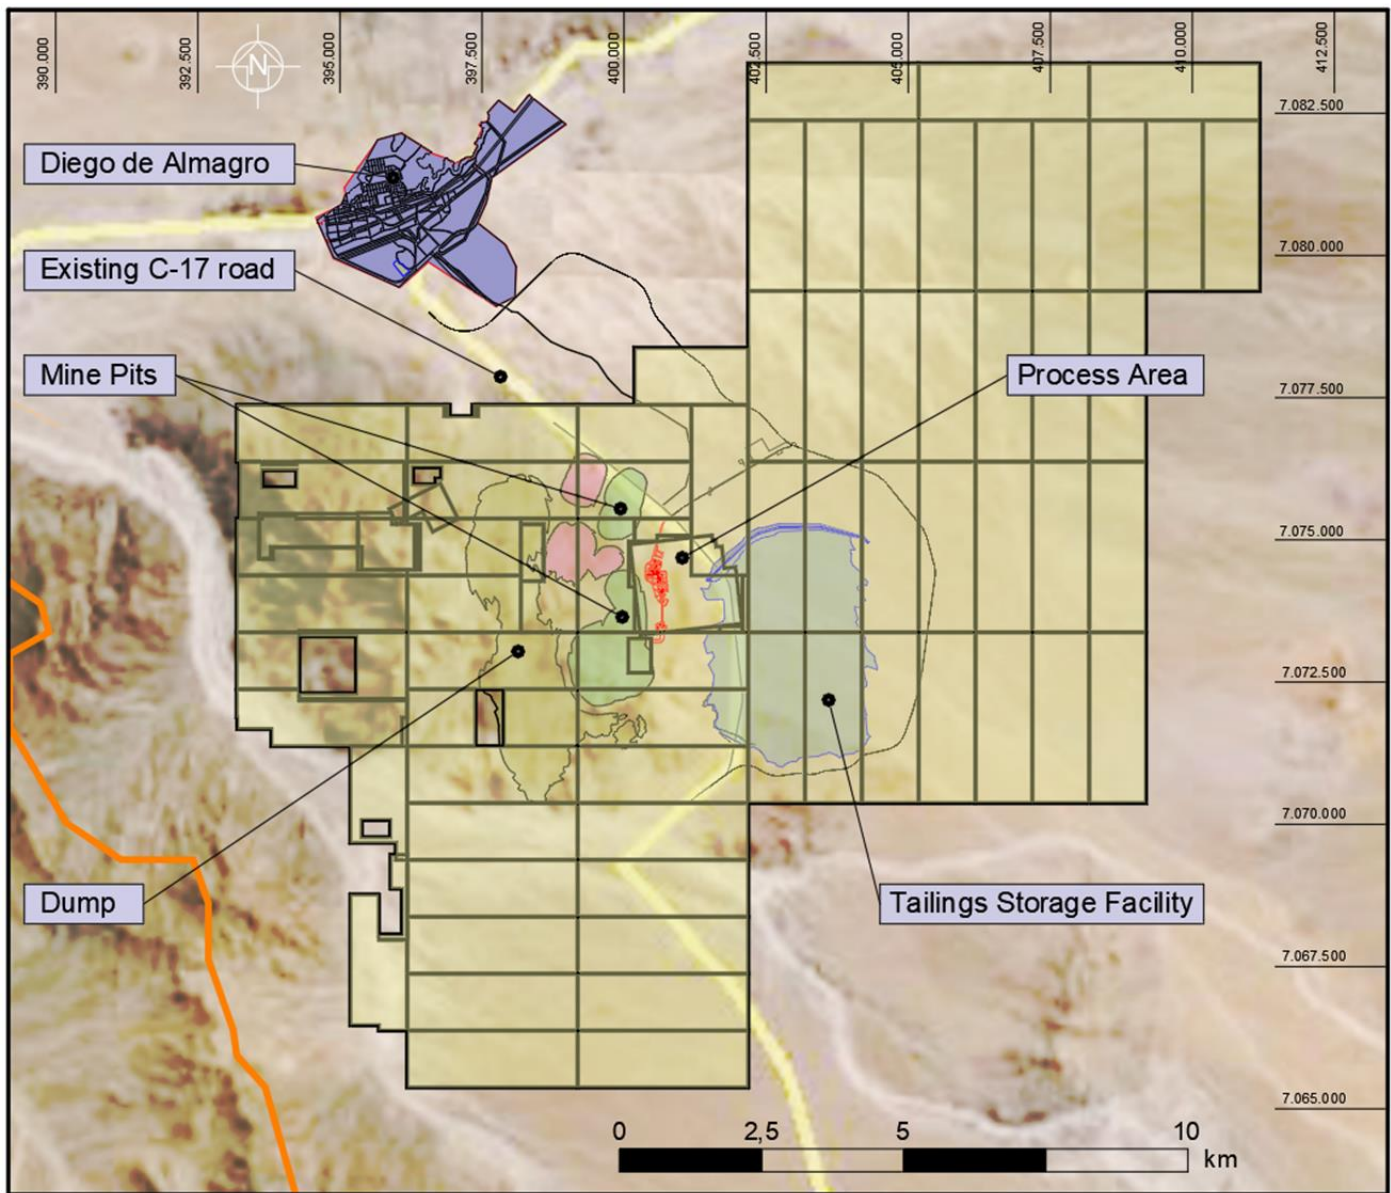 390.000
392.500
395.000
397.500
400.000
402.500
405.000
407.500
410.000
412.500
N
7.082.500
Diego de Almagro
7.080.000
Existing C-17 road
Mine Pits
Process Area
7.077.500
7.075.000
7.072.500
7.070.000
Dump
Tailings Storage Facility
7.067.500
7.065.000
0 2,5 5 10
km